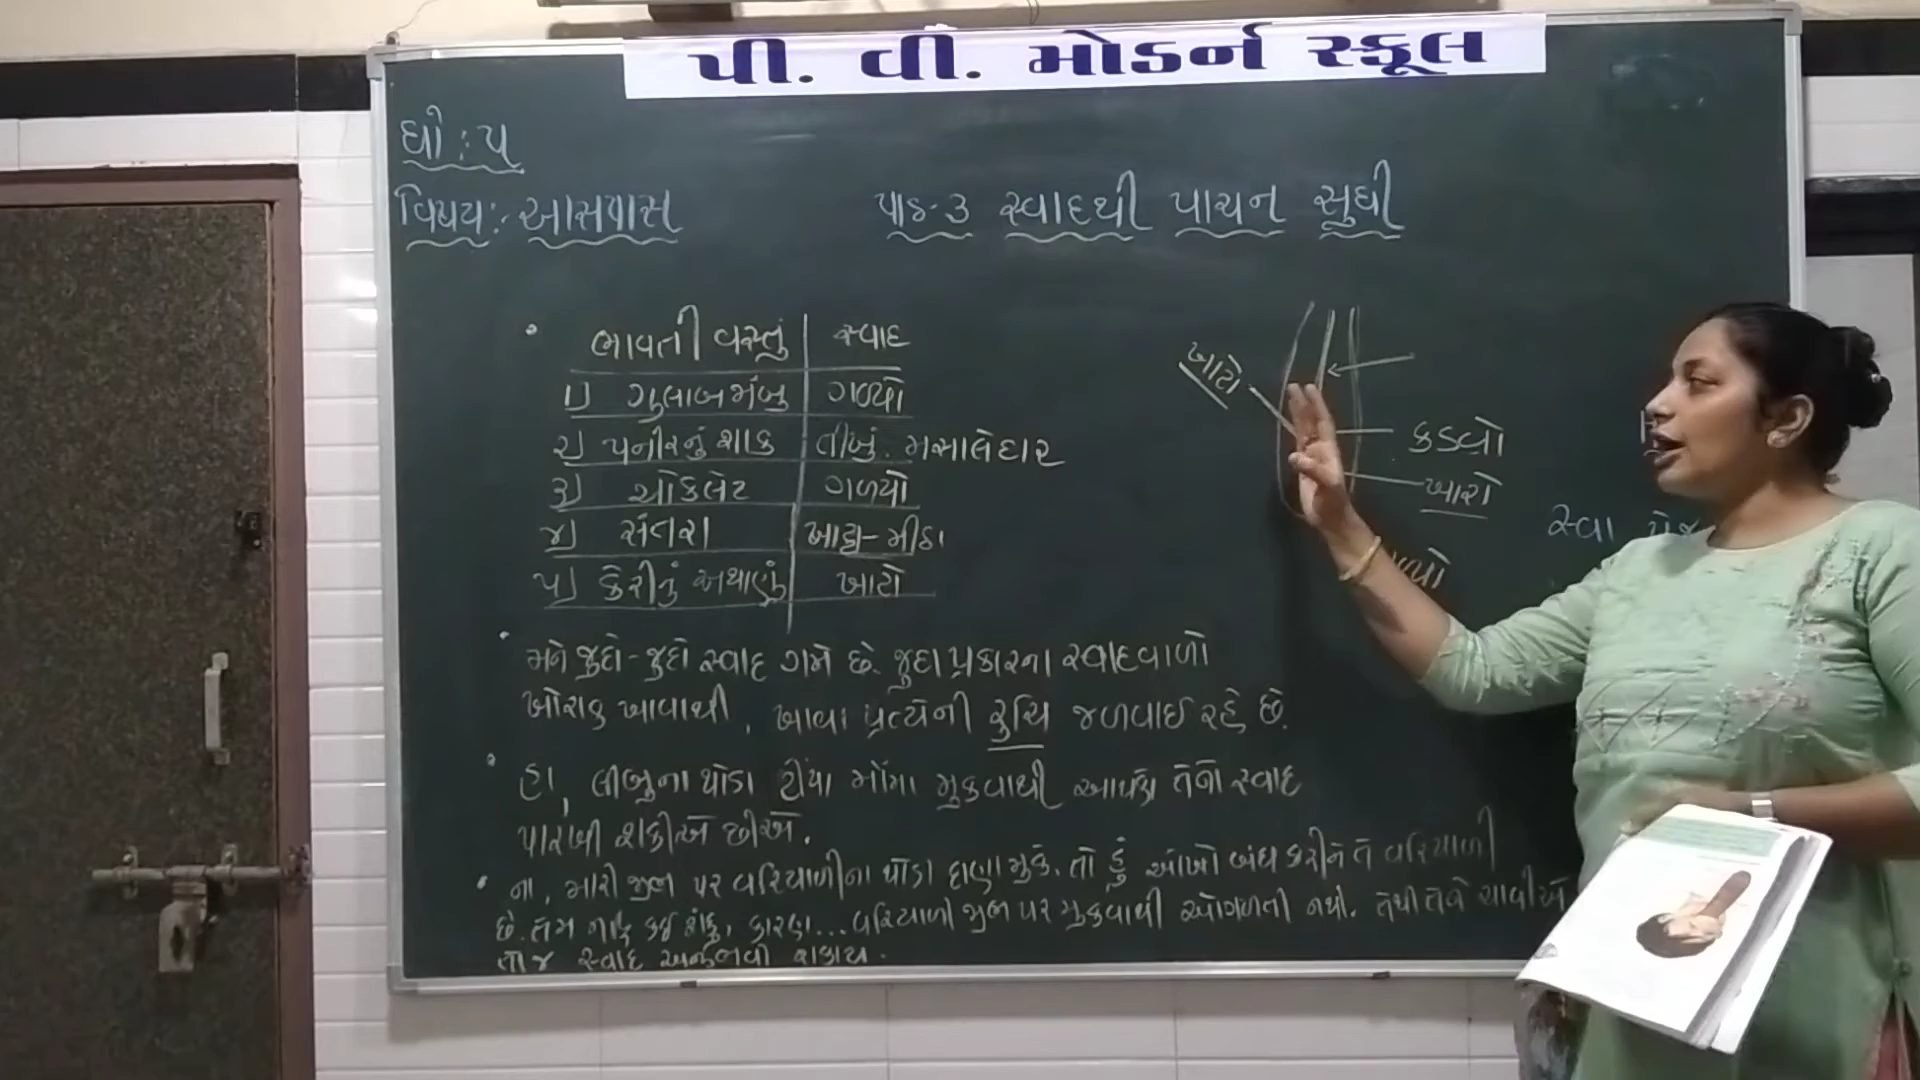 પી. વી. મોડર્ન સ્કૂલ
ધો : ૫
વિષય :- આસપાસ
પાઠ-૩ સ્વાદથી પાચન સુધી
ભાવતી વસ્તુ | સ્વાદ
૧) ગુલાબજાંબુ | ગળ્યો
૨) પનીરનું શાક | તીખું. મસાલેદાર
૩) ચોકલેટ | ગળ્યો
૪) સંતરા | ખાટ્ટા-મીઠા
૫) કેરીનું અથાણું | ખાટો
ખાટો
કડવો
ખારો
મને જુદો-જુદો સ્વાદ ગમે છે. જુદા પ્રકારના સ્વાદવાળો
ખોરાક ખાવાથી, ખાવા પ્રત્યેની રુચિ જળવાઈ રહે છે.
હા, લીંબુના થોડા ટીંપા મોંમા મુકવાથી આપણે તેનો સ્વાદ
પારખી શકીએ છીએ.
ના, મારી જીભ પર વરિયાળીના થોડા દાણા મુકે. તો હું આંખો બંધ કરીને તે વરિયાળી
છે. તેમ નહિ કહી શકું, કારણ... વરિયાળી જીભ પર મુકવાથી ઓગળતી નથી. તેથી તેને ચાવીએ
તો જ સ્વાદ અનુભવી શકાય.